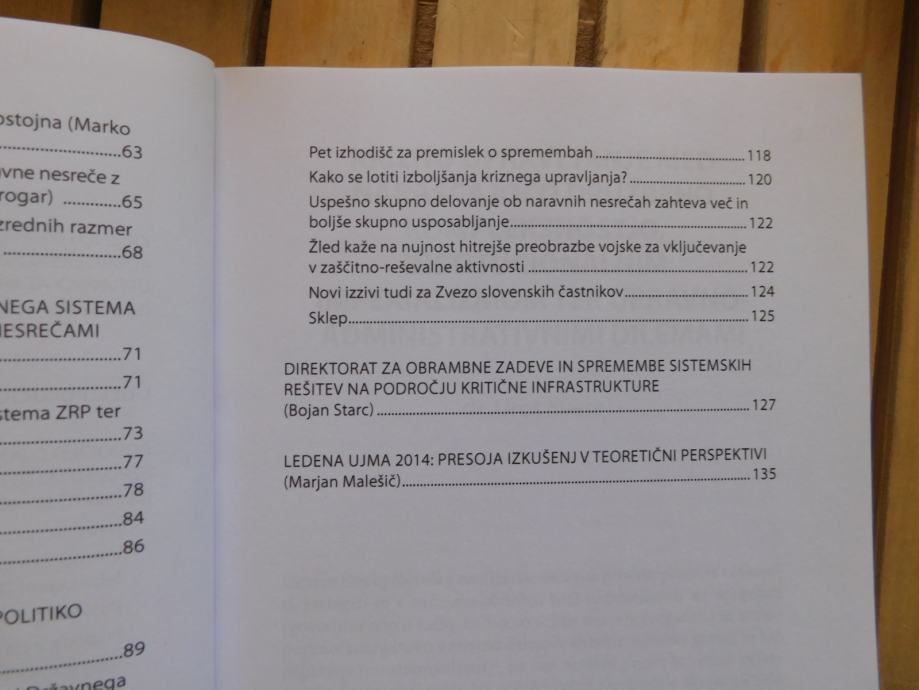 ostojna (Marko
.....63
vne nesreče z
rogar) .....65
zrednih razmer
.....68
NEGA SISTEMA
NESREČAMI
.....71
.....71
stema ZRP ter
.....73
.....77
.....78
.....84
.....86
POLITIKO
.....89
Državnega
Pet izhodišč za premislek o spremembah.....118
Kako se lotiti izboljšanja kriznega upravljanja?.....120
Uspešno skupno delovanje ob naravnih nesrečah zahteva več in
boljše skupno usposabljanje.....122
Žled kaže na nujnost hitrejše preobrazbe vojske za vključevanje
v zaščitno-reševalne aktivnosti.....122
Novi izzivi tudi za Zvezo slovenskih častnikov.....124
Sklep.....125
DIREKTORAT ZA OBRAMBNE ZADEVE IN SPREMEMBE SISTEMSKIH
REŠITEV NA PODROČJU KRITIČNE INFRASTRUKTURE
(Bojan Starc).....127
LEDENA UJMA 2014: PRESOJA IZKUŠENJ V TEORETIČNI PERSPEKTIVI
(Marjan Malešič).....135